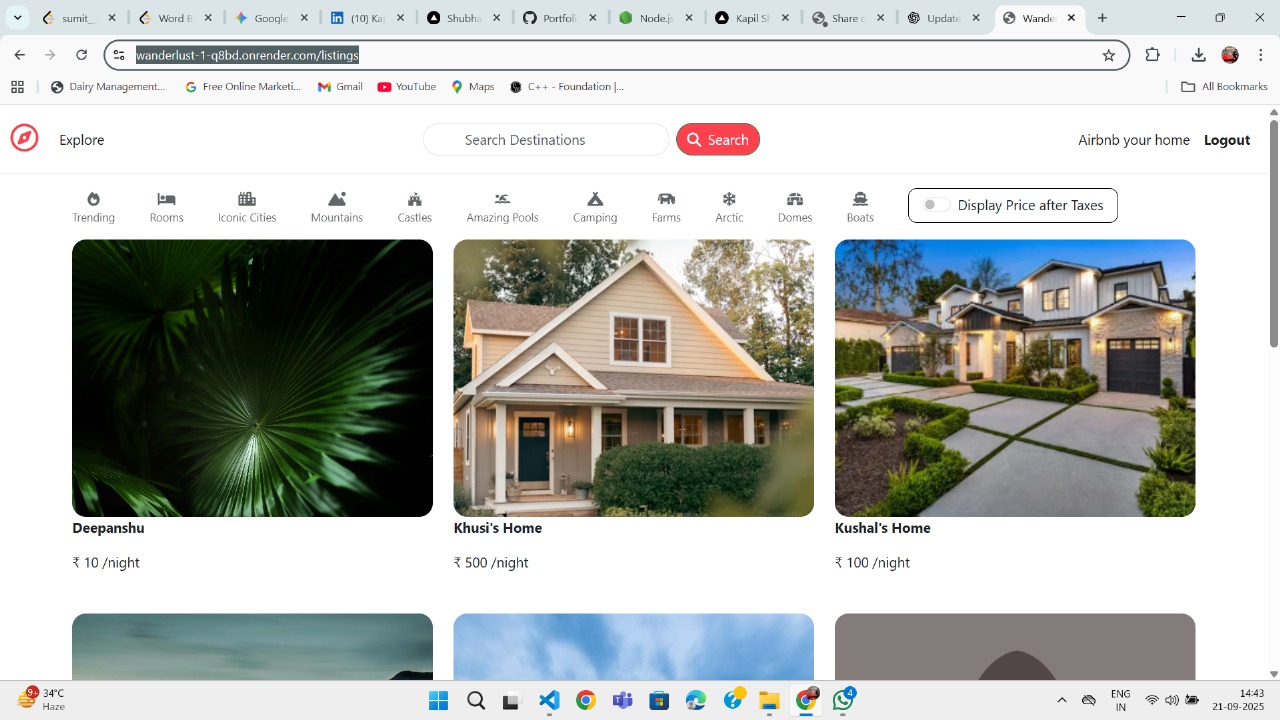 sumit_
Word B
Google
(10) Ka
Shubha
Portfoli
Node.js
Kapil S
Share c
Update
Wande
wanderlust-1-q8bd.onrender.com/listings
Dairy Management...
Free Online Marketi...
Gmail
YouTube
Maps
C++ - Foundation |...
All Bookmarks
Explore
Search Destinations
Search
Airbnb your home
Logout
Trending
Rooms
Iconic Cities
Mountains
Castles
Amazing Pools
Camping
Farms
Arctic
Domes
Boats
Display Price after Taxes
Deepanshu
Khusi's Home
Kushal's Home
₹ 10 /night
₹ 500 /night
₹ 100 /night
9+
34°C
Haze
4
ENG
IN
14:43
21-09-2025